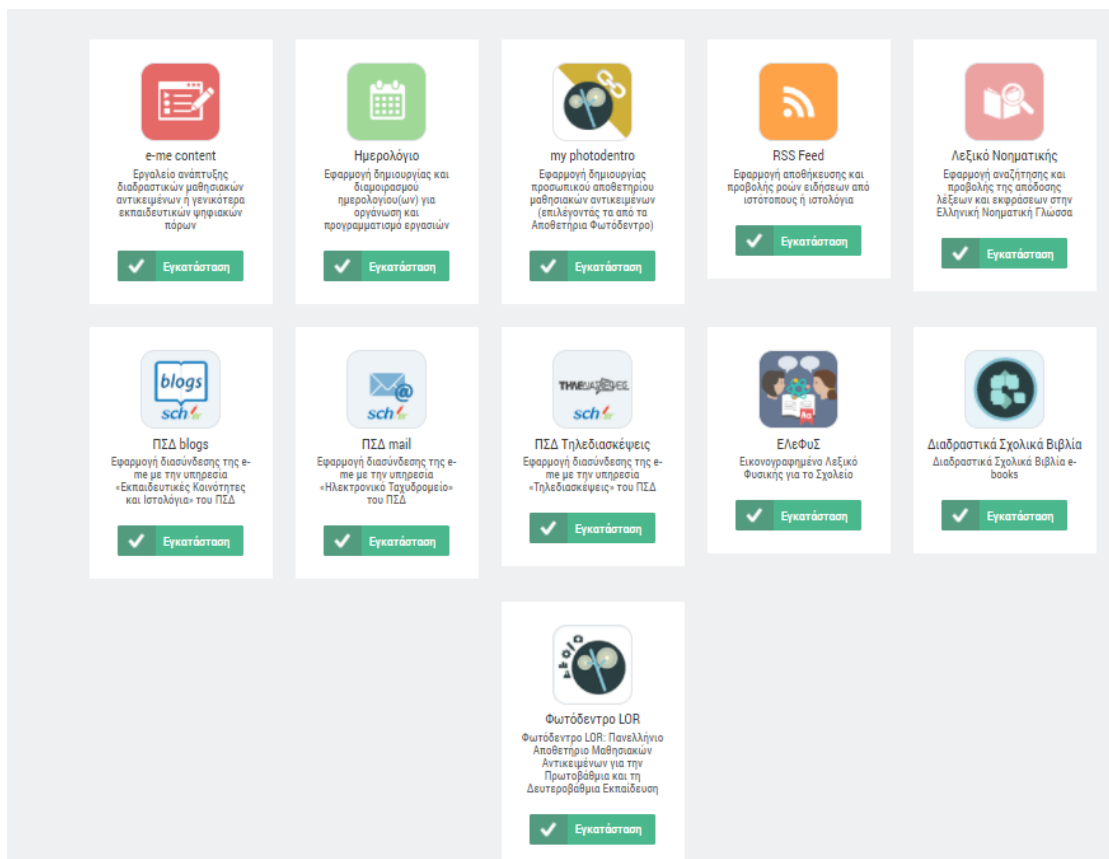 e-me content
Εργαλείο ανάπτυξης
διαδραστικών μαθησιακών
αντικειμένων ή γενικότερα
εκπαιδευτικών ψηφιακών
πόρων
Εγκατάσταση
Ημερολόγιο
Εφαρμογή δημιουργίας και
διαμοιρασμού
ημερολογίου(ων) για
οργάνωση και
προγραμματισμό εργασιών
Εγκατάσταση
my photodentro
Εφαρμογή δημιουργίας
προσωπικού αποθετηρίου
μαθησιακών αντικειμένων
(επιλέγοντάς τα από τα
Αποθετήρια Φωτόδεντρο)
Εγκατάσταση
RSS Feed
Εφαρμογή αποθήκευσης και
προβολής ροών ειδήσεων από
ιστότοπους ή ιστολόγια
Εγκατάσταση
Λεξικό Νοηματικής
Εφαρμογή αναζήτησης και
προβολής της απόδοσης
λέξεων και εκφράσεων στην
Ελληνική Νοηματική Γλώσσα
Εγκατάσταση
blogs
sch
ΠΣΔ blogs
Εφαρμογή διασύνδεσης της e-
me με την υπηρεσία
«Εκπαιδευτικές Κοινότητες
και Ιστολόγια» του ΠΣΔ
Εγκατάσταση
sch
ΠΣΔ mail
Εφαρμογή διασύνδεσης της e-
me με την υπηρεσία
«Ηλεκτρονικό Ταχυδρομείο»
του ΠΣΔ
Εγκατάσταση
ΤΗΛΕΔΙΑΣΚΕΨΕΙΣ
sch
ΠΣΔ Τηλεδιασκέψεις
Εφαρμογή διασύνδεσης της e-
me με την υπηρεσία
«Τηλεδιασκέψεις» του ΠΣΔ
Εγκατάσταση
Aα
ΕΛεΦυΣ
Εικονογραφημένο Λεξικό
Φυσικής για το Σχολείο
Εγκατάσταση
Διαδραστικά Σχολικά Βιβλία
Διαδραστικά Σχολικά Βιβλία e-
books
Εγκατάσταση
Φωτόδεντρο LOR
Φωτόδεντρο LOR: Πανελλήνιο
Αποθετήριο Μαθησιακών
Αντικειμένων για την
Πρωτοβάθμια και τη
Δευτεροβάθμια Εκπαίδευση
Εγκατάσταση